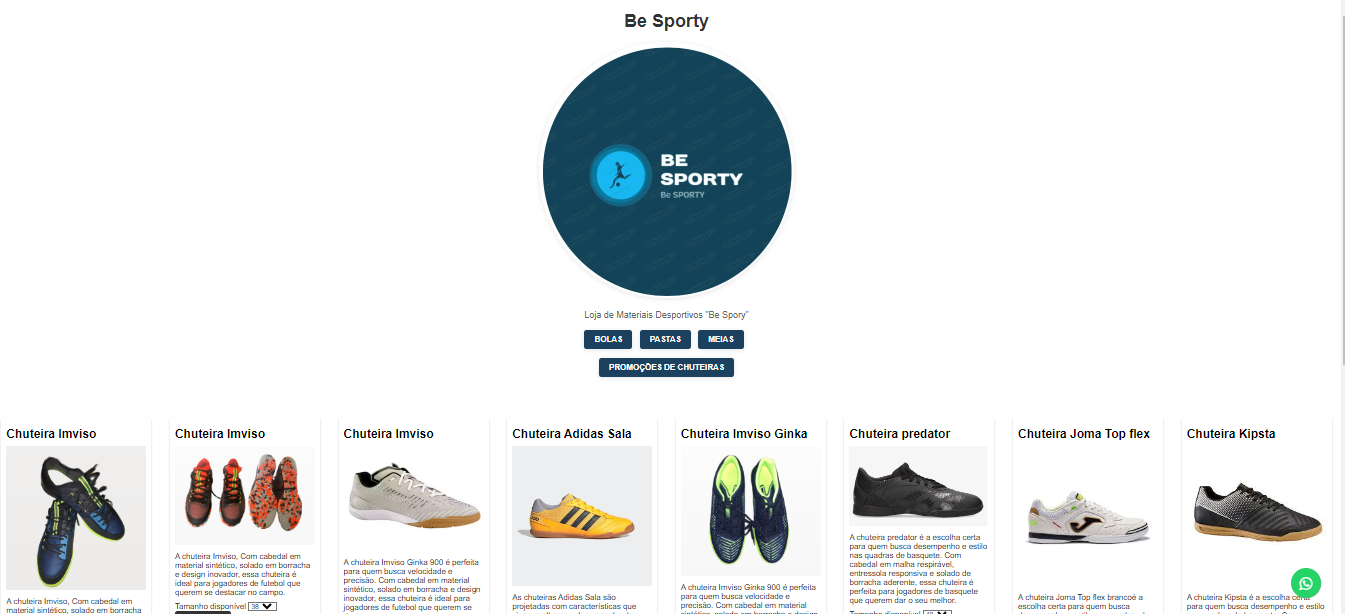 Be Sporty
BE
SPORTY
Be SPORTY
Loja de Materiais Desportivos "Be Spory"
BOLAS
PASTAS
MEIAS
PROMOÇÕES DE CHUTEIRAS
Chuteira Imviso
A chuteira Imviso, Com cabedal em
material sintético, solado em borracha
Chuteira Imviso
A chuteira Imviso, Com cabedal em
material sintético, solado em borracha
e design inovador, essa chuteira é
ideal para jogadores de futebol que
querem se destacar no campo.
Tamanho disponível 38
Chuteira Imviso
A chuteira Imviso Ginka 900 é perfeita
para quem busca velocidade e
precisão. Com cabedal em material
sintético, solado em borracha e design
inovador, essa chuteira é ideal para
jogadores de futebol que querem se
Chuteira Adidas Sala
As chuteiras Adidas Sala são
projetadas com características que
Chuteira Imviso Ginka
A chuteira Imviso Ginka 900 é perfeita
para quem busca velocidade e
precisão. Com cabedal em material
sintético, solado em borracha e design
Chuteira predator
A chuteira predator é a escolha certa
para quem busca desempenho e estilo
nas quadras de basquete. Com
cabedal em malha respirável,
entressola responsiva e solado de
borracha aderente, essa chuteira é
perfeita para jogadores de basquete
que querem dar o seu melhor.
Tamanho disponível 40
Chuteira Joma Top flex
A chuteira Joma Top flex brancoé a
escolha certa para quem busca
Chuteira Kipsta
A chuteira Kipsta é a escolha certa
para quem busca desempenho e estilo